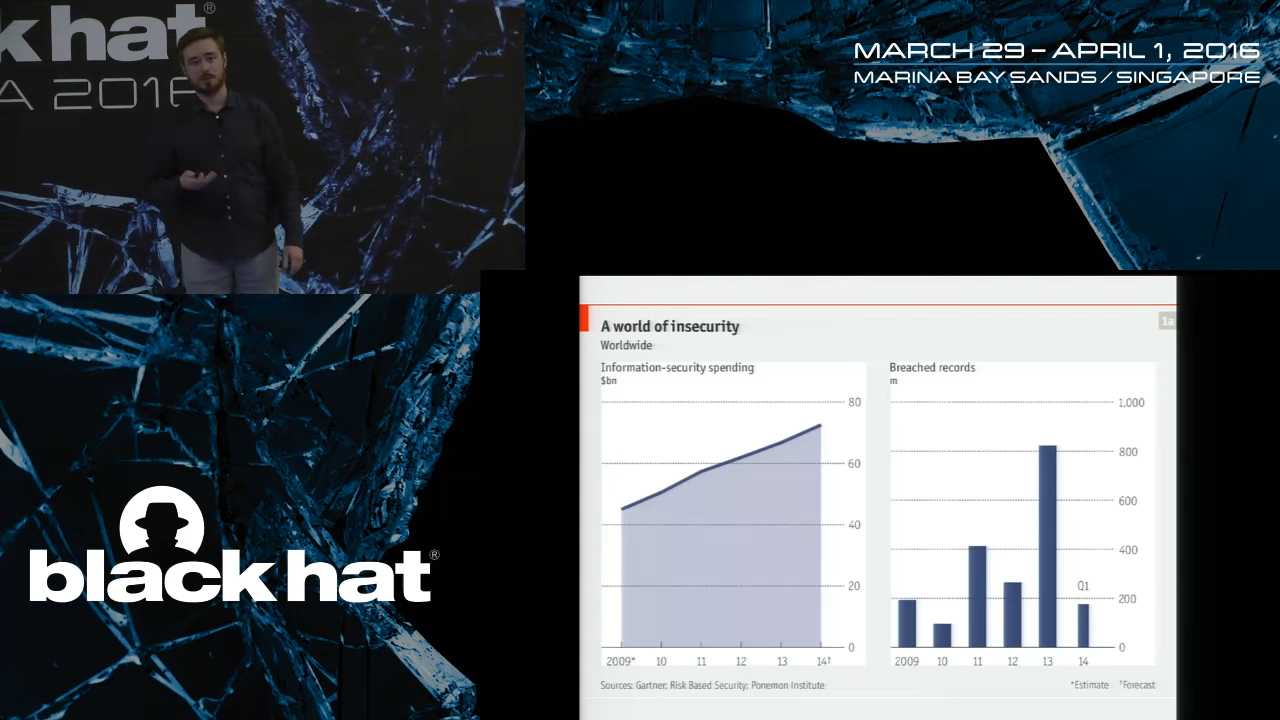 k hat®
A 2016
MARCH 29 – APRIL 1, 2016
MARINA BAY SANDS / SINGAPORE
black hat®
A world of insecurity
1a
Worldwide
Information-security spending
$bn
80
60
40
20
0
2009* 10 11 12 13 14†
Breached records
m
1,000
800
600
400
200
0
Q1
2009 10 11 12 13 14
Sources: Gartner; Risk Based Security; Ponemon Institute
*Estimate †Forecast